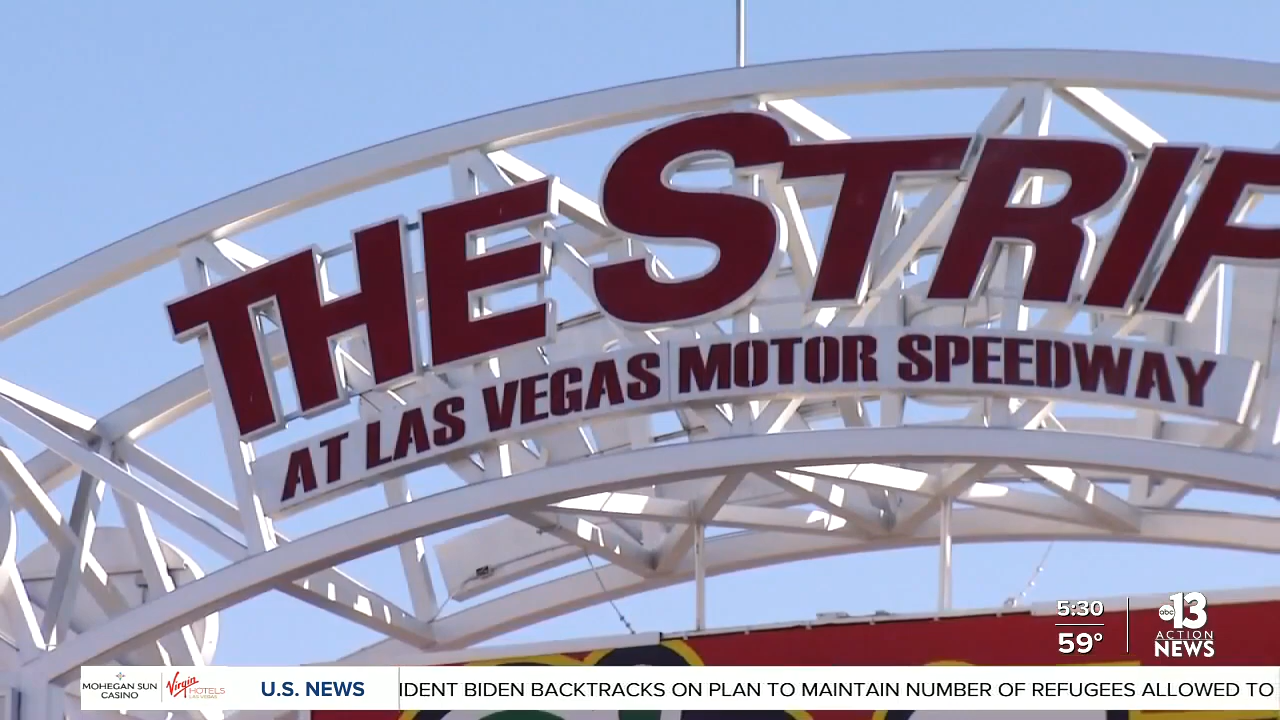 THE STRIP
AT LAS VEGAS MOTOR SPEEDWAY
5:30
59°
abc 13
ACTION
NEWS
MOHEGAN SUN
CASINO
Virgin
HOTELS
LAS VEGAS
U.S. NEWS
IDENT BIDEN BACKTRACKS ON PLAN TO MAINTAIN NUMBER OF REFUGEES ALLOWED TO